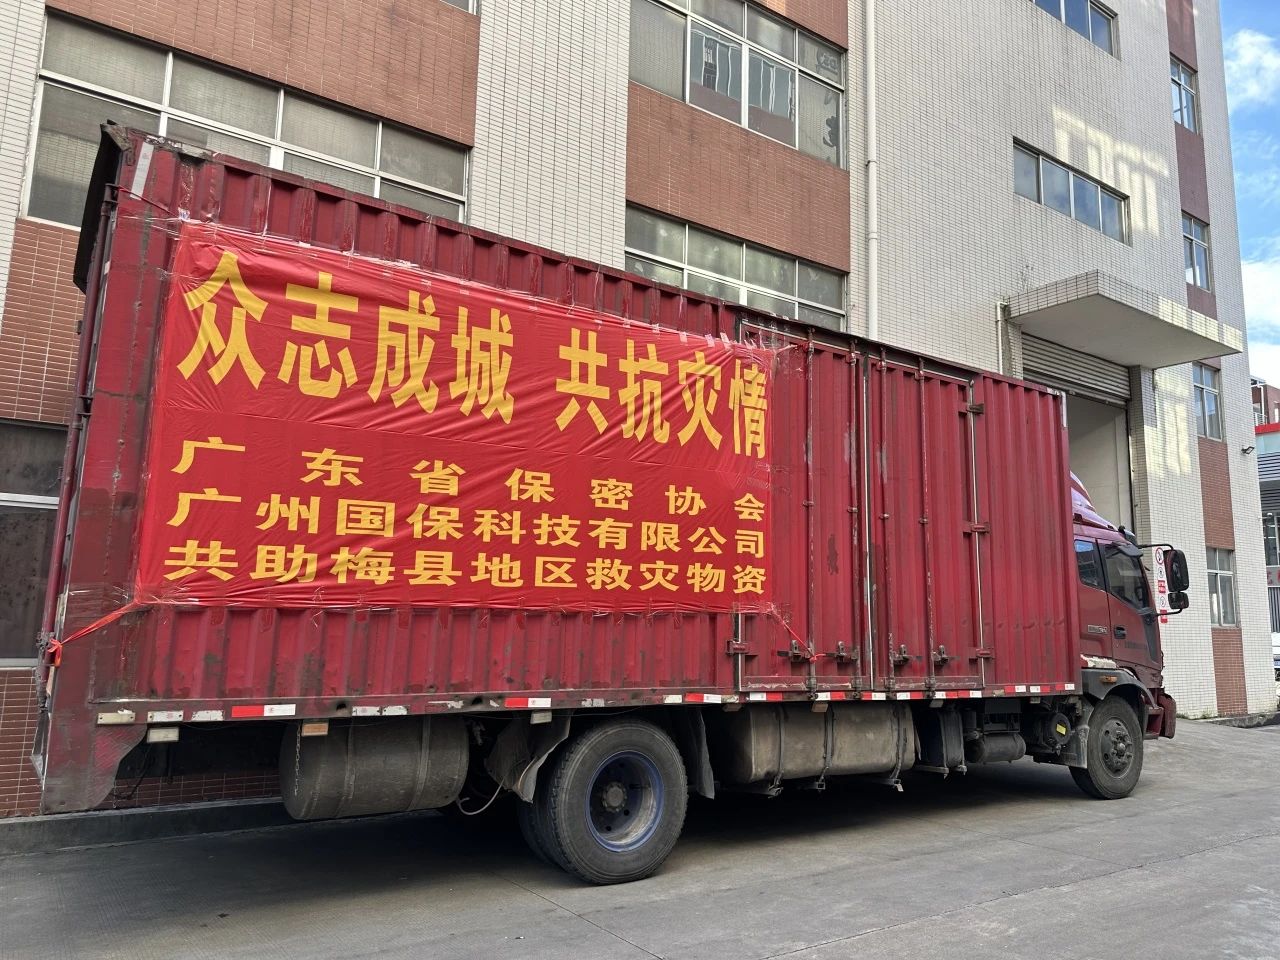 众志成城 共抗灾情
广东省保密协会
广州国保科技有限公司
共助梅县地区救灾物资